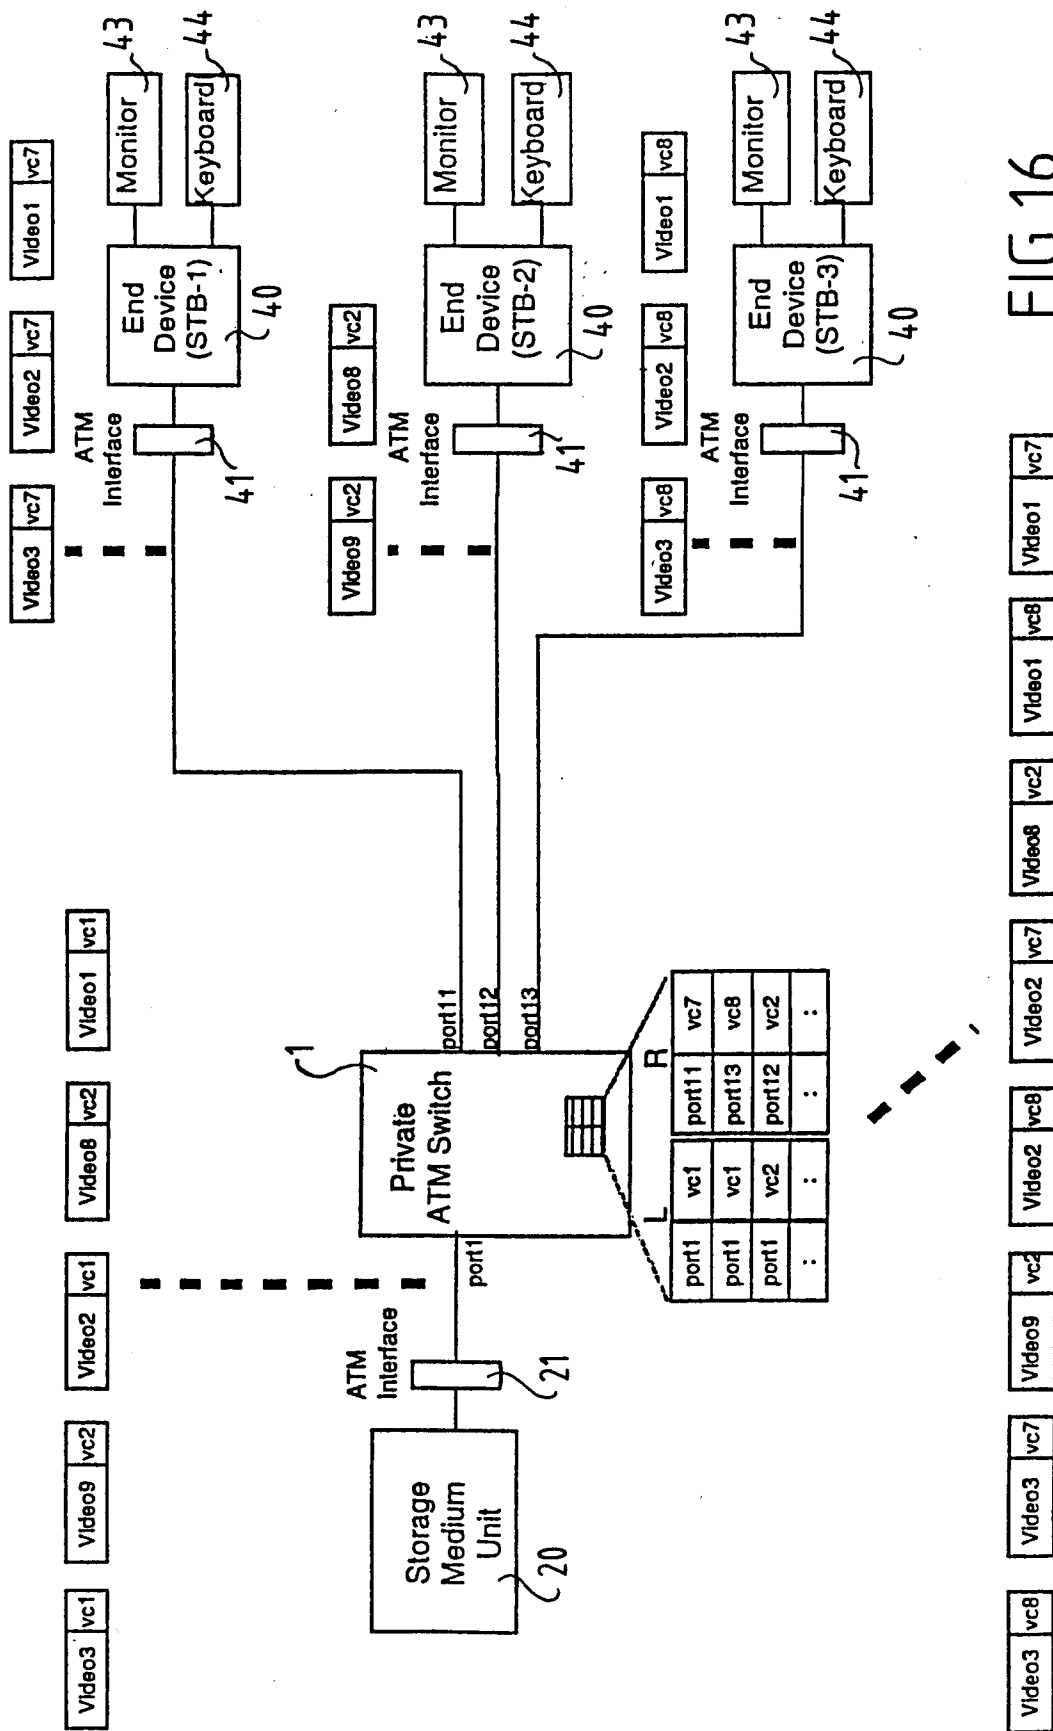 Video3 vc1
Video9 vc2
Video2 vc1
Video8 vc2
Video1 vc1
Video3 vc7
Video2 vc7
Video1 vc7
Storage
Medium
Unit
20
ATM
Interface
21
port1
Private
ATM Switch
1
port11
port12
port13
L
R
port1 vc1 port11 vc7
port1 vc1 port13 vc8
port1 vc2 port12 vc2
: : : :
ATM
Interface
41
End
Device
(STB-1)
40
Monitor
43
Keyboard
44
Video9 vc2
Video8 vc2
ATM
Interface
41
End
Device
(STB-2)
40
Monitor
43
Keyboard
44
Video3 vc8
Video2 vc8
Video1 vc8
ATM
Interface
41
End
Device
(STB-3)
40
Monitor
43
Keyboard
44
Video3 vc8
Video3 vc7
Video9 vc2
Video2 vc8
Video2 vc7
Video8 vc2
Video1 vc8
Video1 vc7
FIG 16